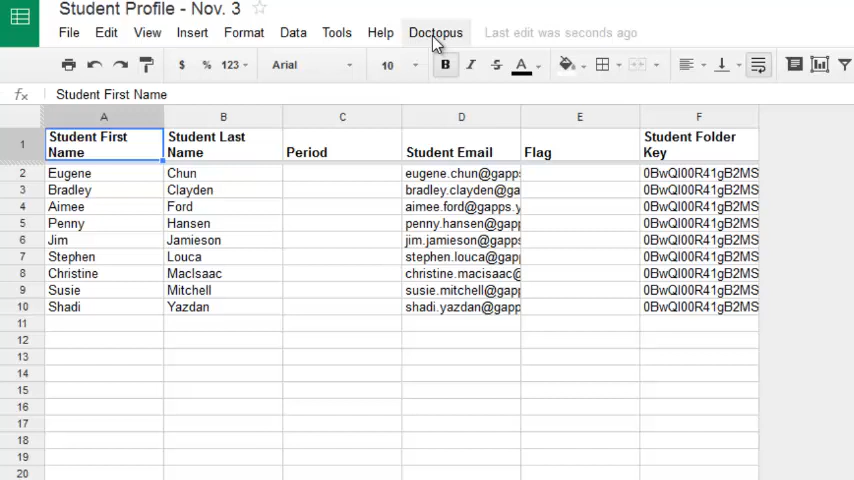 Student Profile - Nov. 3
File Edit View Insert Format Data Tools Help Doctopus Last edit was seconds ago
$ % 123 Arial 10 B I S A
fx Student First Name
A B C D E F
1 Student First Name Student Last Name Period Student Email Flag Student Folder Key
2 Eugene Chun eugene.chun@gapps 0BwQI00R41gB2MS
3 Bradley Clayden bradley.clayden@ga 0BwQI00R41gB2MS
4 Aimee Ford aimee.ford@gapps.y 0BwQI00R41gB2MS
5 Penny Hansen penny.hansen@gap 0BwQI00R41gB2MS
6 Jim Jamieson jim.jamieson@gapps 0BwQI00R41gB2MS
7 Stephen Louca stephen.louca@gapp 0BwQI00R41gB2MS
8 Christine MacIsaac christine.macisaac@ 0BwQI00R41gB2MS
9 Susie Mitchell susie.mitchell@gapp 0BwQI00R41gB2MS
10 Shadi Yazdan shadi.yazdan@gapp 0BwQI00R41gB2MS
11
12
13
14
15
16
17
18
19
20